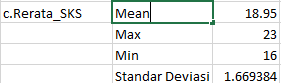 c.Rerata_SKS Mean 18.95
Max 23
Min 16
Standar Deviasi 1.669384